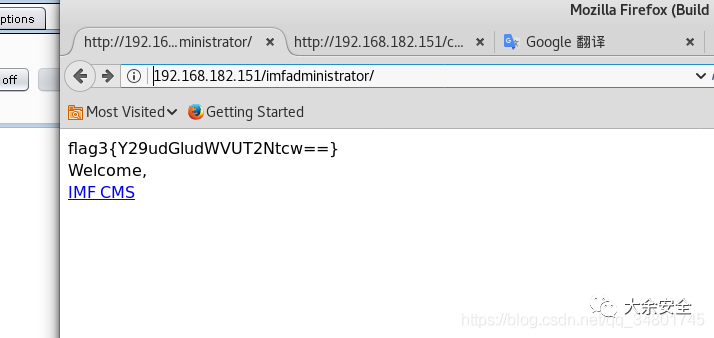 ptions
off
Mozilla Firefox (Build
http://192.16...ministrator/ ×
http://192.168.182.151/c... ×
Google 翻译 ×
192.168.182.151/imfadministrator/
Most Visited
Getting Started
flag3{Y29udGludWVUT2Ntcw==}
Welcome,
IMF CMS
大余安全
https://blog.csdn.net/qq_34801745